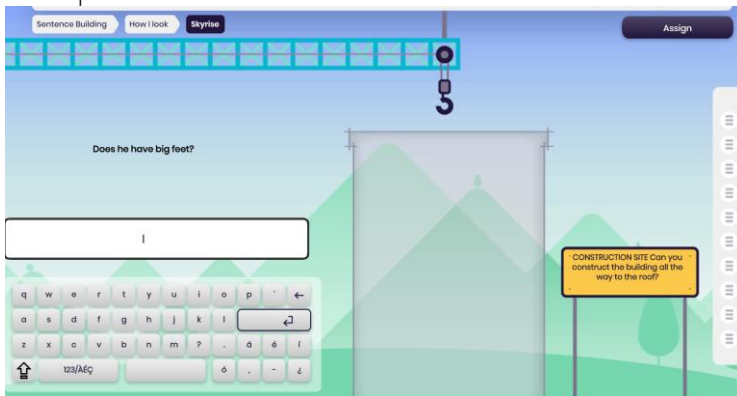 Sentence Building How I look Skyrise
Assign
Does he have big feet?
CONSTRUCTION SITE Can you
construct the building all the
way to the roof?
q w e r t y u i o p ´ ←
a s d f g h j k l
z x c v b n m ? . á é í
123/ÀÉÇ ó . - ¿